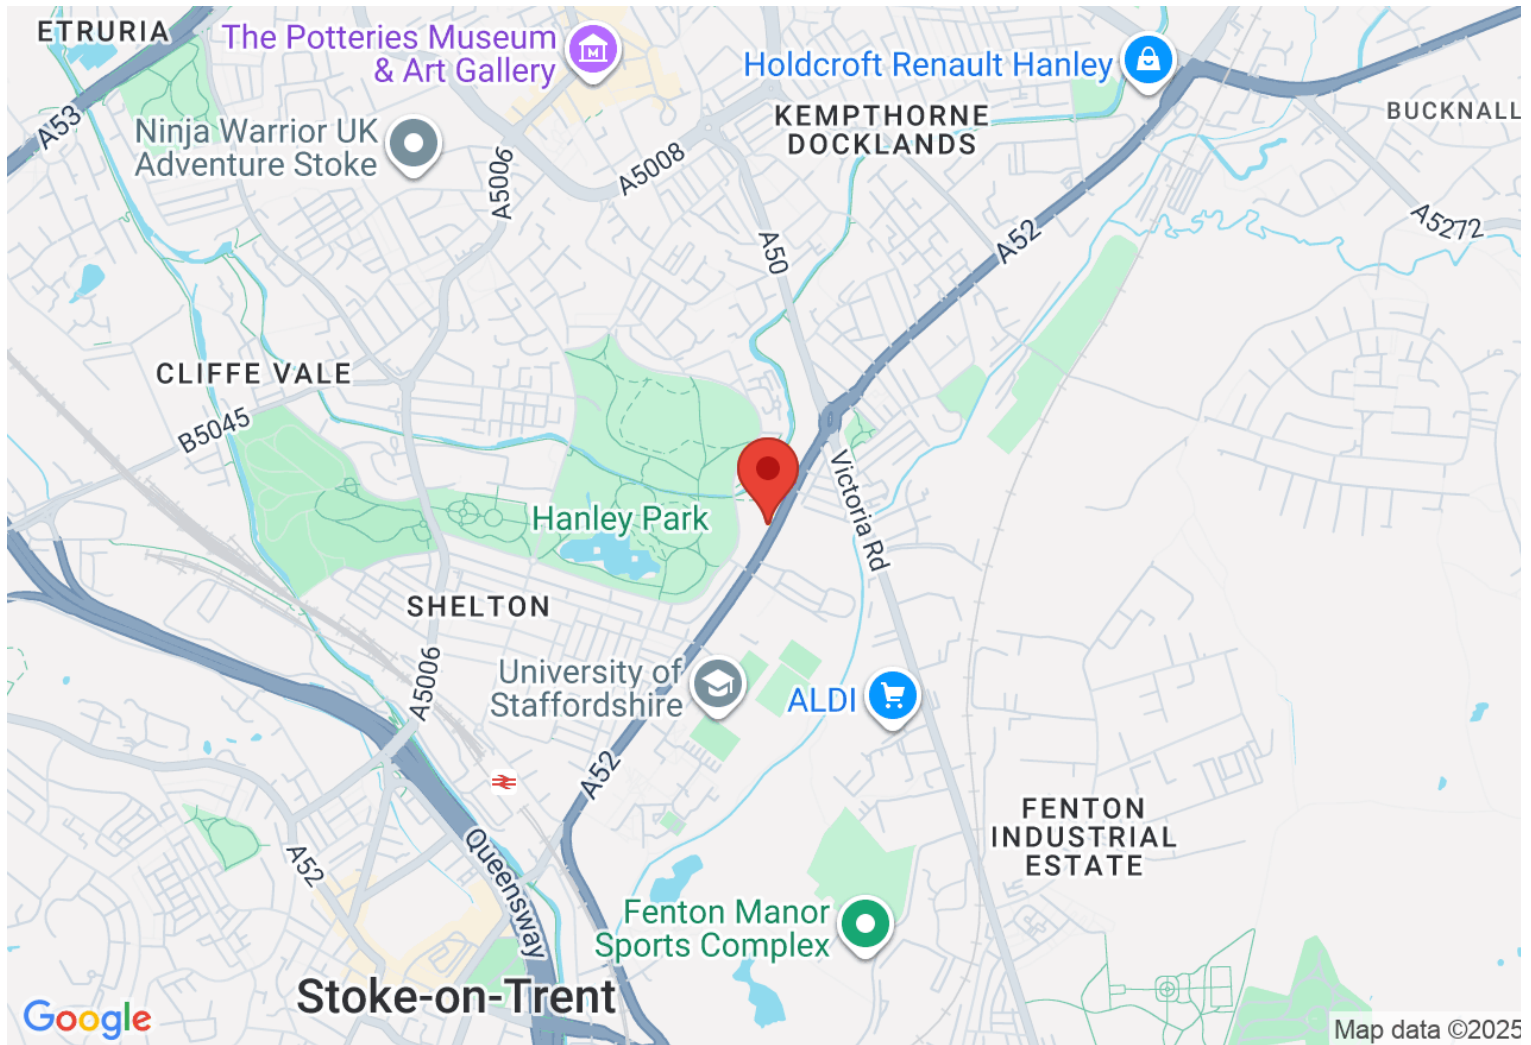 ETRURIA
The Potteries Museum
& Art Gallery
Holdcroft Renault Hanley
KEMPTHORNE
DOCKLANDS
BUCKNALL
A53
Ninja Warrior UK
Adventure Stoke
A5006
A5008
A50
A52
A5272
CLIFFE VALE
B5045
Victoria Rd
Hanley Park
SHELTON
A5006
University of
Staffordshire
ALDI
A52
A52
Queensway
FENTON
INDUSTRIAL
ESTATE
Fenton Manor
Sports Complex
Stoke-on-Trent
Google
Map data ©2025